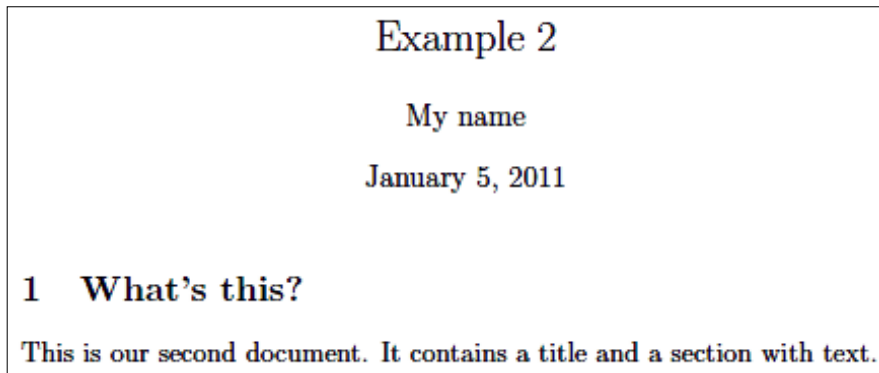 Example 2
My name
January 5, 2011
1 What's this?
This is our second document. It contains a title and a section with text.